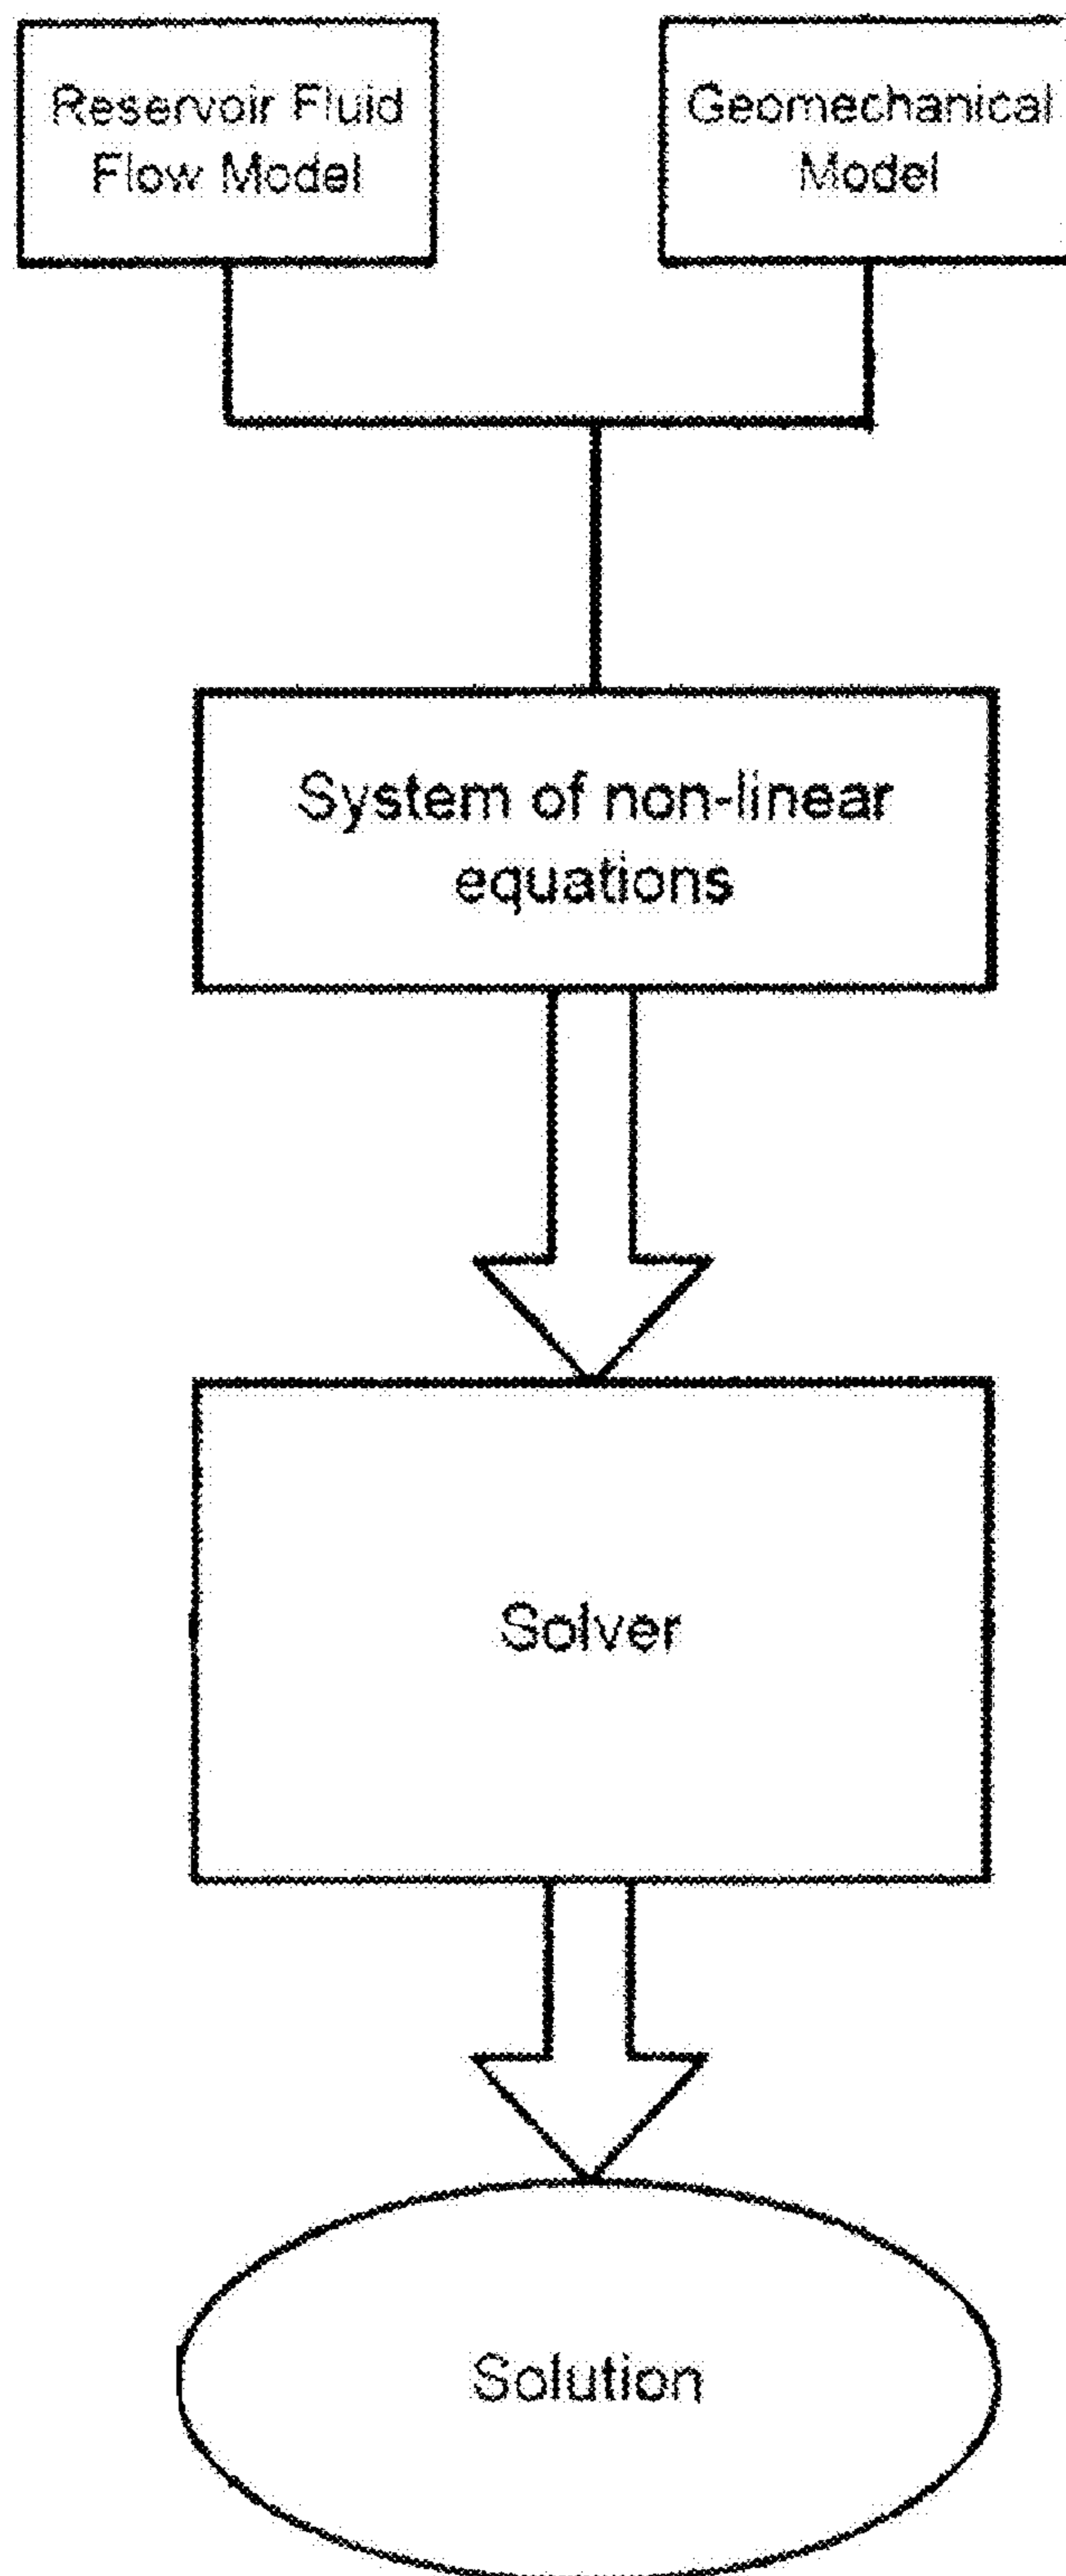 Reservoir Fluid
Flow Model
Geomechanical
Model
System of non-linear
equations
Solver
Solution